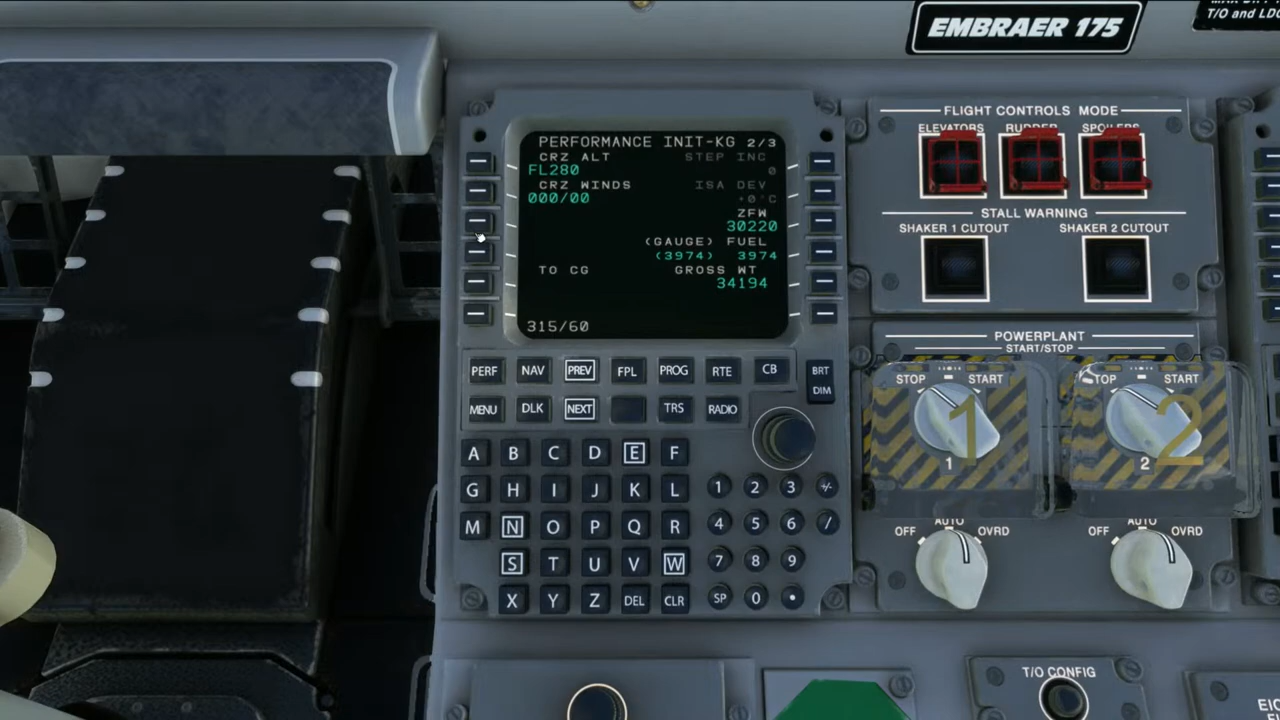 EMBRAER 175
T/O and LDG
PERFORMANCE INIT-KG 2/3
CRZ ALT STEP INC
FL280 0
CRZ WINDS ISA DEV
000/00 +0°C
ZFW
30220
(GAUGE) FUEL
(3974) 3974
TO CG GROSS WT
34194
315/60
PERF NAV PREV FPL PROG RTE CB BRT
DIM
MENU DLK NEXT TRS RADIO
A B C D E F
G H I J K L 1 2 3 +/-
M N O P Q R 4 5 6 /
S T U V W 7 8 9
X Y Z DEL CLR SP 0 •
FLIGHT CONTROLS MODE
ELEVATORS RUDDER SPOILERS
STALL WARNING
SHAKER 1 CUTOUT SHAKER 2 CUTOUT
POWERPLANT
START/STOP
STOP START STOP START
1 2
1 2
OFF AUTO OVRD OFF AUTO OVRD
T/O CONFIG